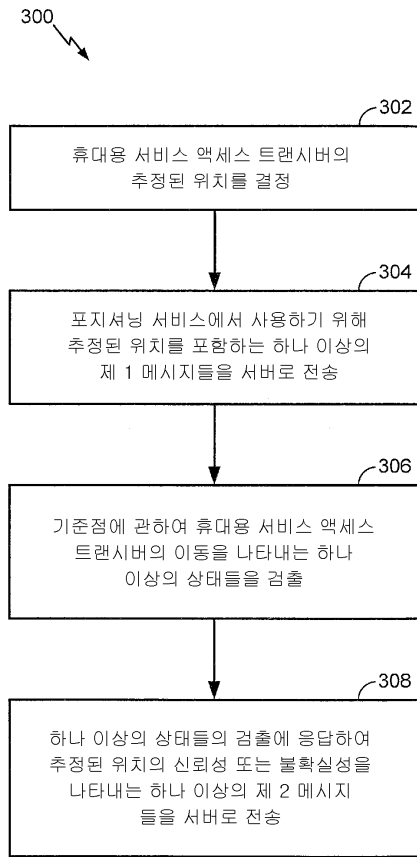 300
302
휴대용 서비스 액세스 트랜시버의
추정된 위치를 결정
304
포지셔닝 서비스에서 사용하기 위해
추정된 위치를 포함하는 하나 이상의
제 1 메시지들을 서버로 전송
306
기준점에 관하여 휴대용 서비스 액세스
트랜시버의 이동을 나타내는 하나
이상의 상태들을 검출
308
하나 이상의 상태들의 검출에 응답하여
추정된 위치의 신뢰성 또는 불확실성을
나타내는 하나 이상의 제 2 메시지
들을 서버로 전송